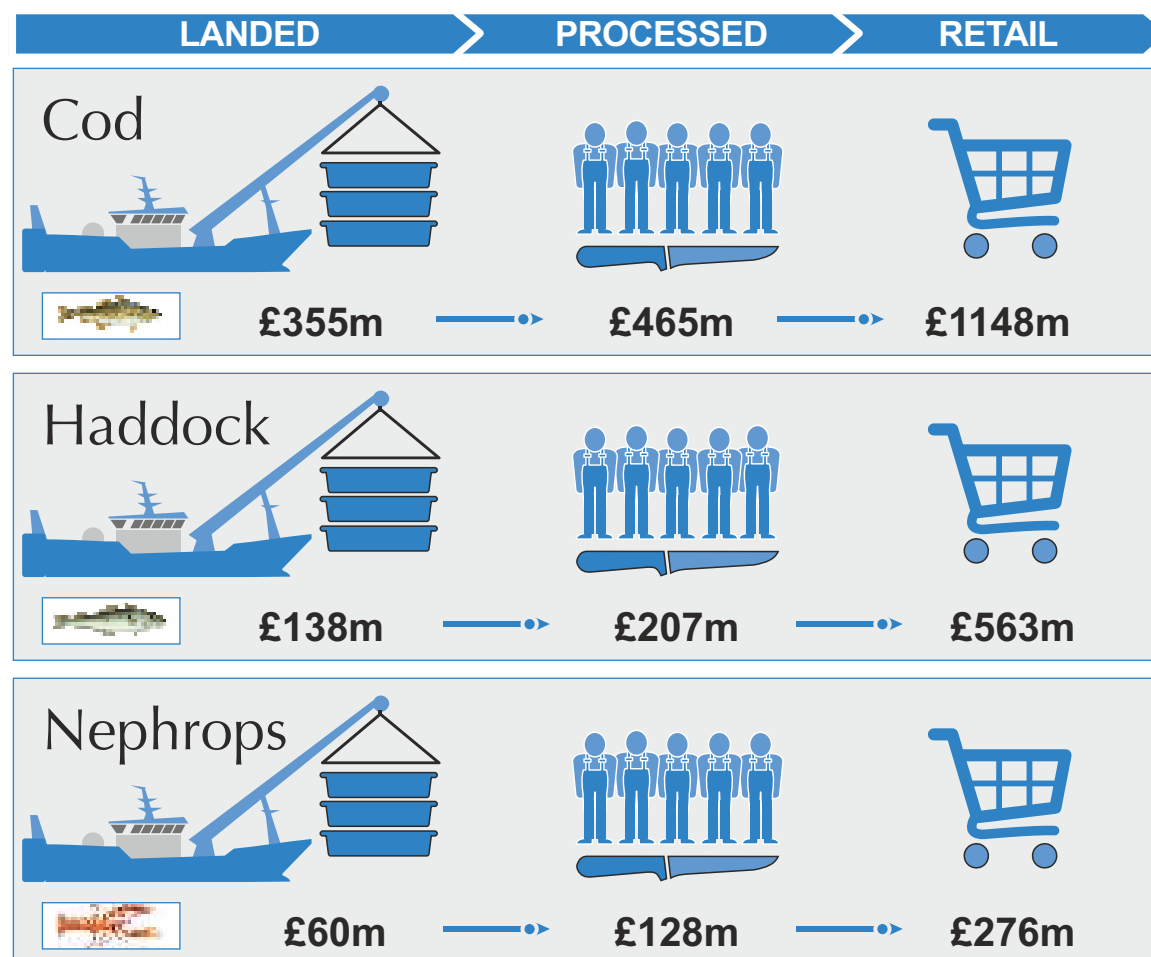 LANDED PROCESSED RETAIL
Cod
£355m £465m £1148m
Haddock
£138m £207m £563m
Nephrops
£60m £128m £276m